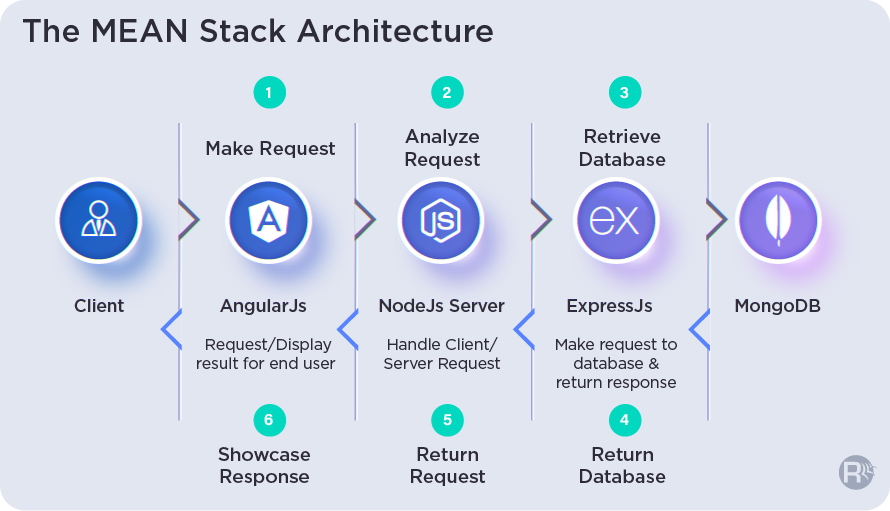 The MEAN Stack Architecture
1
2
3
Make Request
Analyze
Request
Retrieve
Database
A
JS
ex
Client
AngularJs
NodeJs Server
ExpressJs
MongoDB
Request/Display
result for end user
Handle Client/
Server Request
Make request to
database &
return response
6
5
4
Showcase
Response
Return
Request
Return
Database
R